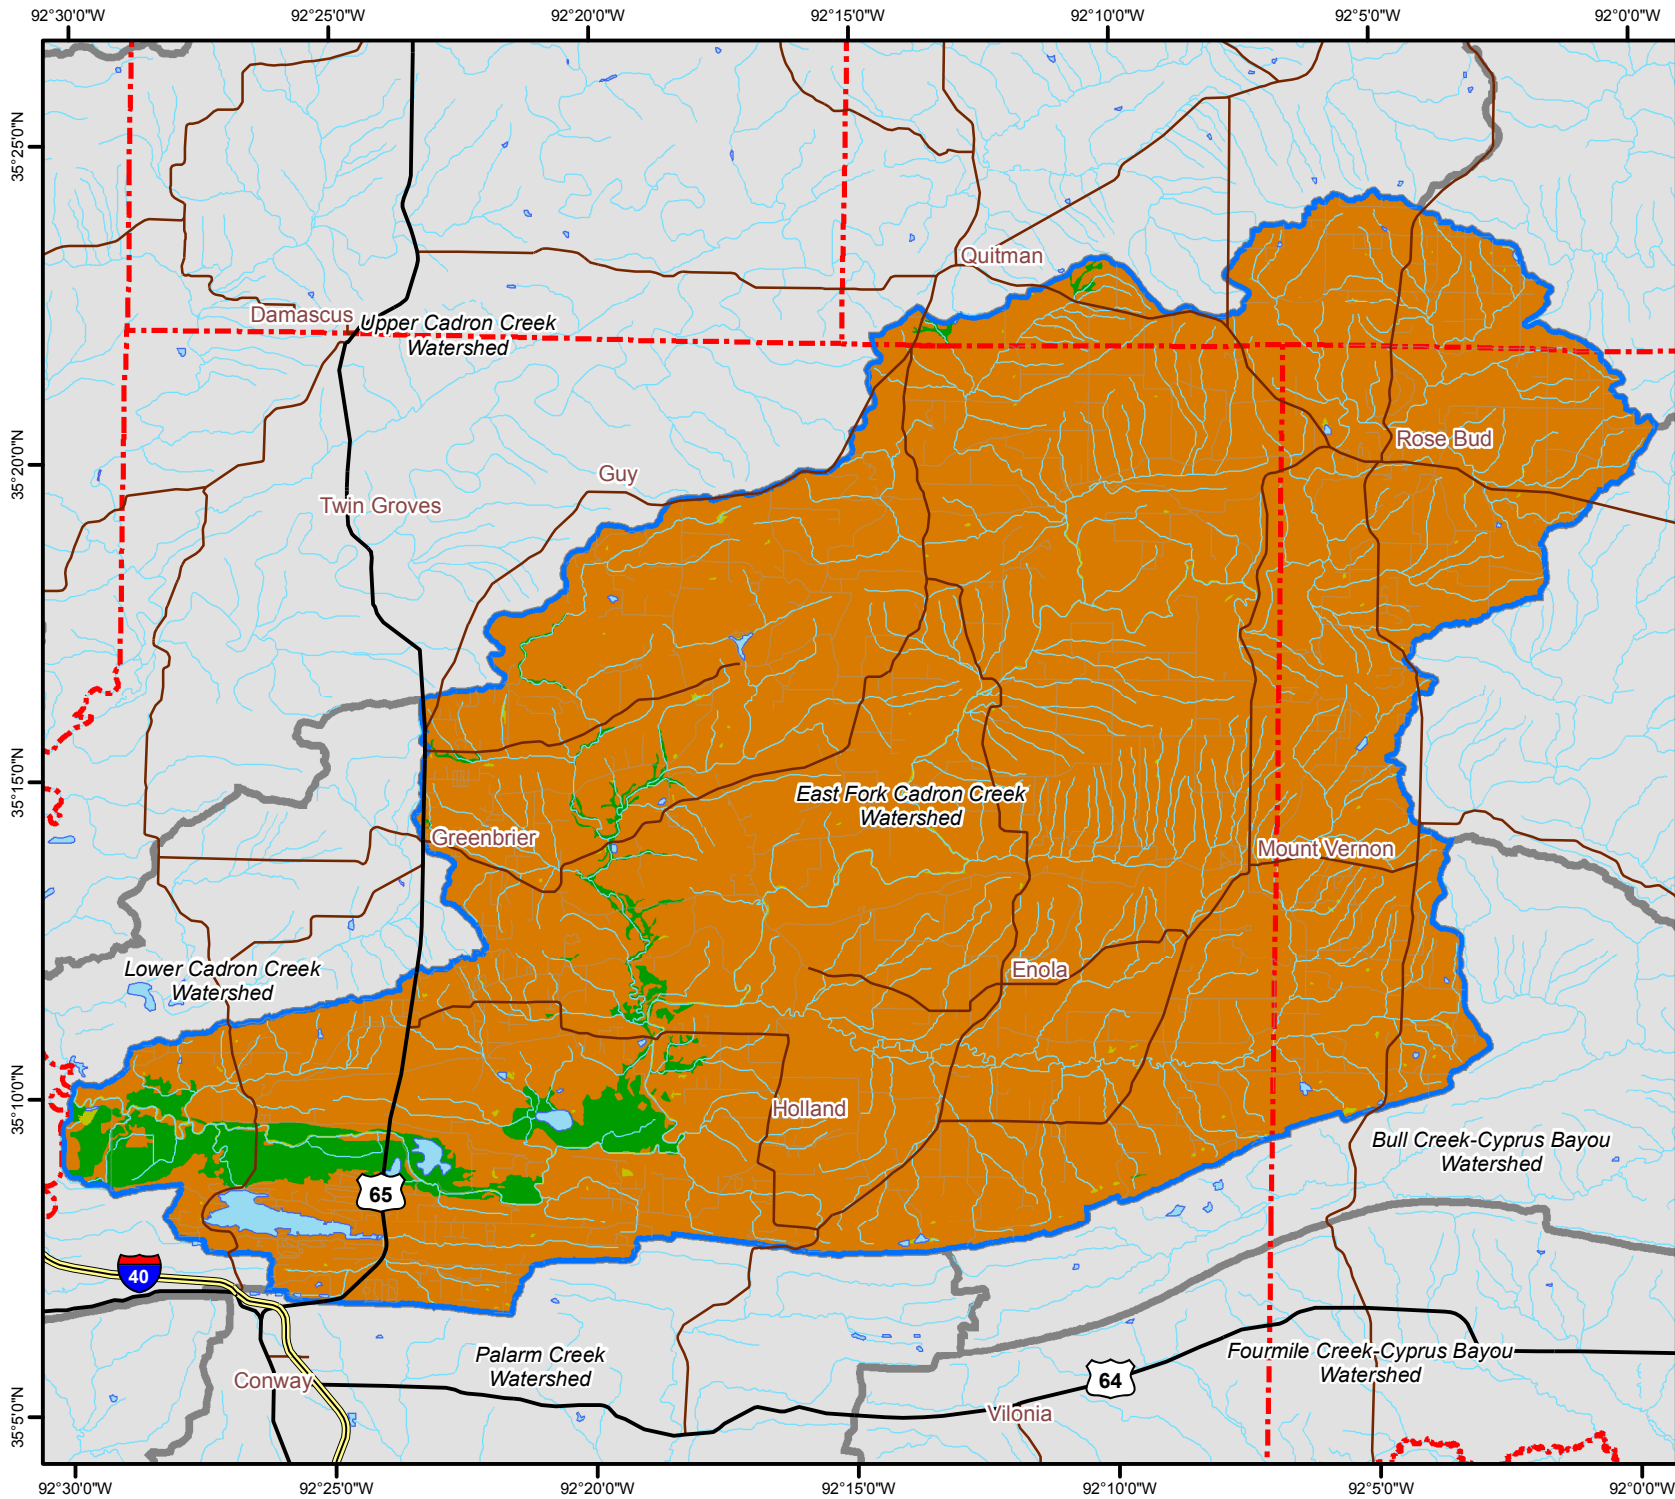 92°30'0"W
92°25'0"W
92°20'0"W
92°15'0"W
92°10'0"W
92°5'0"W
92°0'0"W
35°25'0"N
Quitman
Damascus
Upper Cadron Creek
Watershed
Rose Bud
35°20'0"N
Guy
Twin Groves
35°15'0"N
East Fork Cadron Creek
Watershed
Greenbrier
Mount Vernon
Lower Cadron Creek
Watershed
Enola
35°10'0"N
Holland
Bull Creek-Cyprus Bayou
Watershed
65
40
Palarm Creek
Watershed
Fourmile Creek-Cyprus Bayou
Watershed
Conway
64
Vilonia
35°5'0"N
92°30'0"W
92°25'0"W
92°20'0"W
92°15'0"W
92°10'0"W
92°5'0"W
92°0'0"W